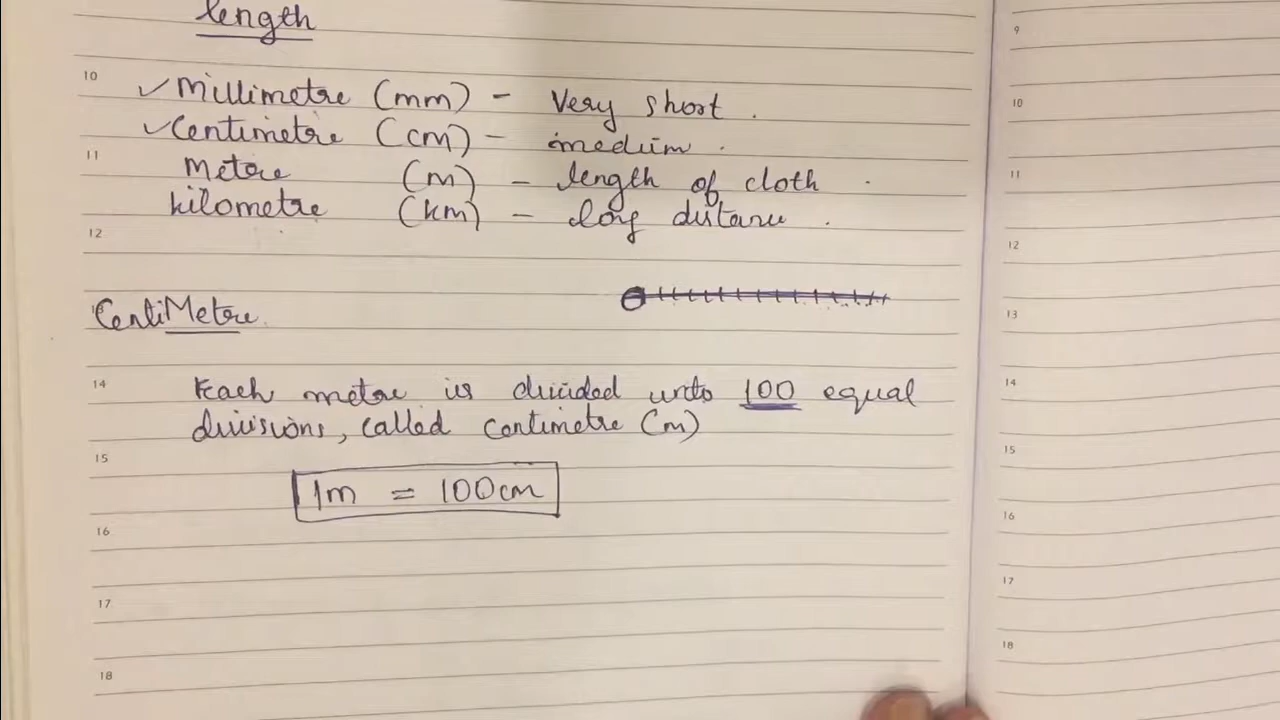 length
10
✓Millimetre (mm) - Very short .
✓Centimetre (cm) - medium .
11
Metre (m) - length of cloth .
kilometre (km) - long distance .
12
CentiMetre.
14
Each metre is divided into 100 equal
divisions, called centimetre (m)
15
1m = 100cm
16
17
18
9
10
11
12
13
14
15
16
17
18